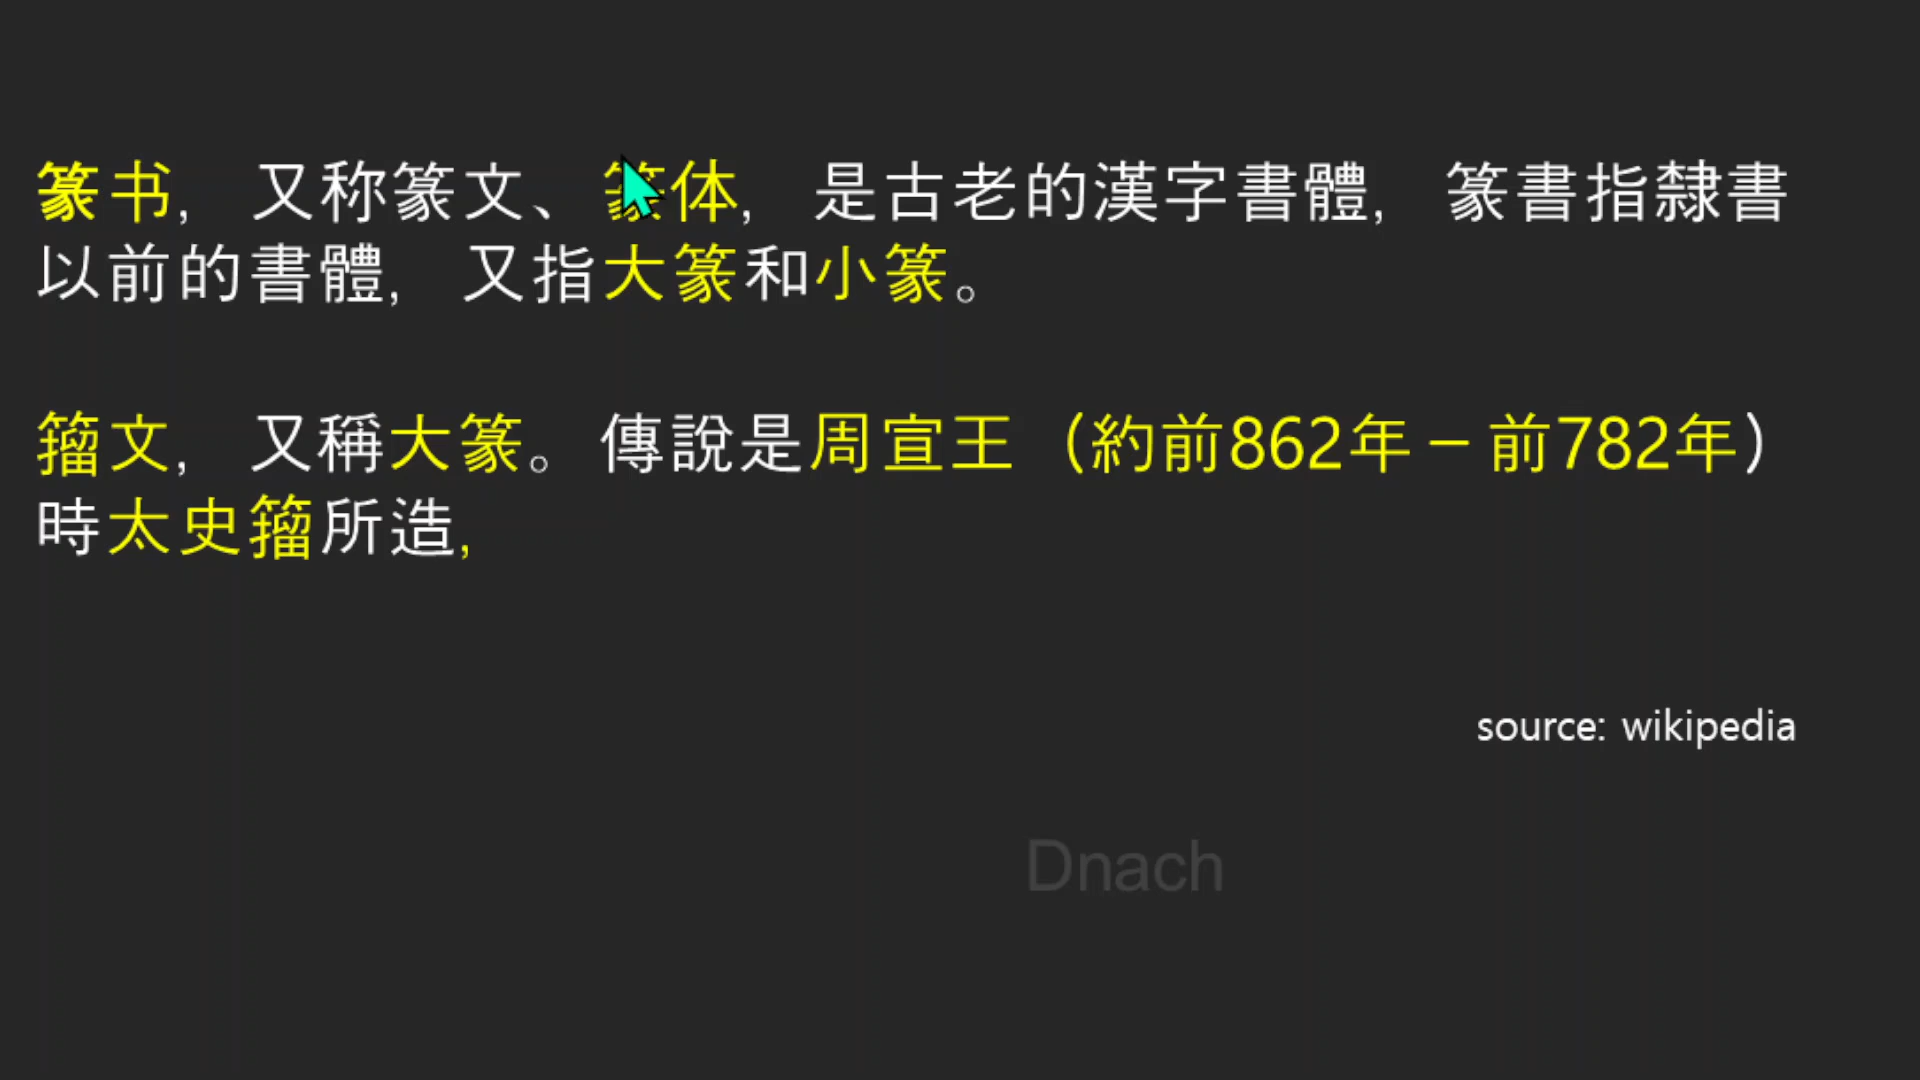 篆书, 又称篆文、篆体, 是古老的漢字書體, 篆書指隸書
以前的書體, 又指大篆和小篆。
籀文, 又稱大篆。傳說是周宣王（約前862年－前782年）
時太史籀所造,
source: wikipedia
Dnach